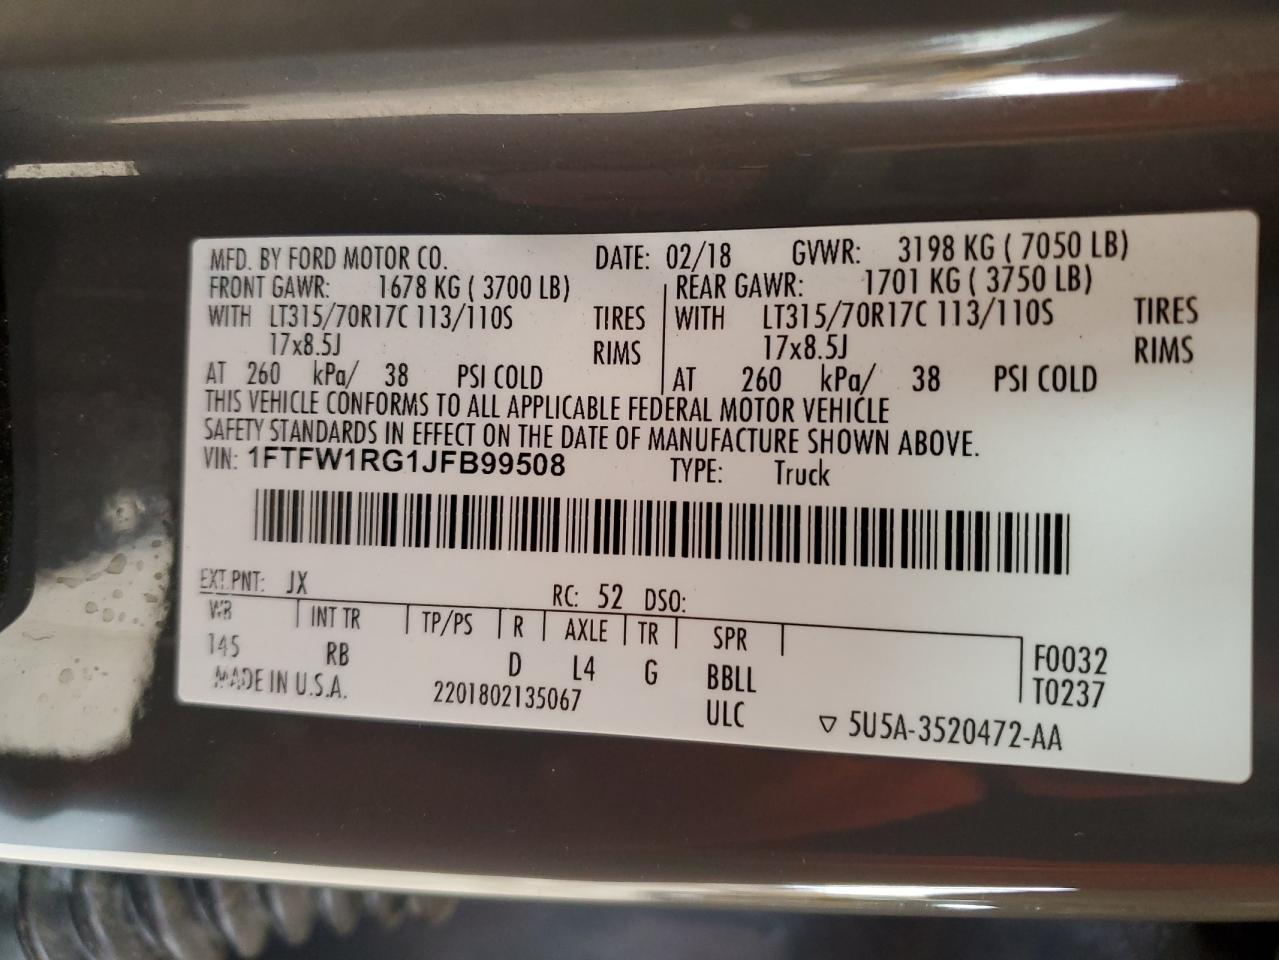 MFD. BY FORD MOTOR CO. DATE: 02/18 GVWR: 3198 KG ( 7050 LB)
FRONT GAWR: 1678 KG ( 3700 LB) REAR GAWR: 1701 KG ( 3750 LB)
WITH LT315/70R17C 113/110S TIRES WITH LT315/70R17C 113/110S TIRES
17x8.5J RIMS 17x8.5J RIMS
AT 260 kPa/ 38 PSI COLD AT 260 kPa/ 38 PSI COLD
THIS VEHICLE CONFORMS TO ALL APPLICABLE FEDERAL MOTOR VEHICLE
SAFETY STANDARDS IN EFFECT ON THE DATE OF MANUFACTURE SHOWN ABOVE.
VIN: 1FTFW1RG1JFB99508 TYPE: Truck
EXT PNT: JX RC: 52 DSO:
WB INT TR TP/PS R AXLE TR SPR
145 RB D L4 G BBLL F0032
MADE IN U.S.A. 2201802135067 ULC T0237
▽ 5U5A-3520472-AA